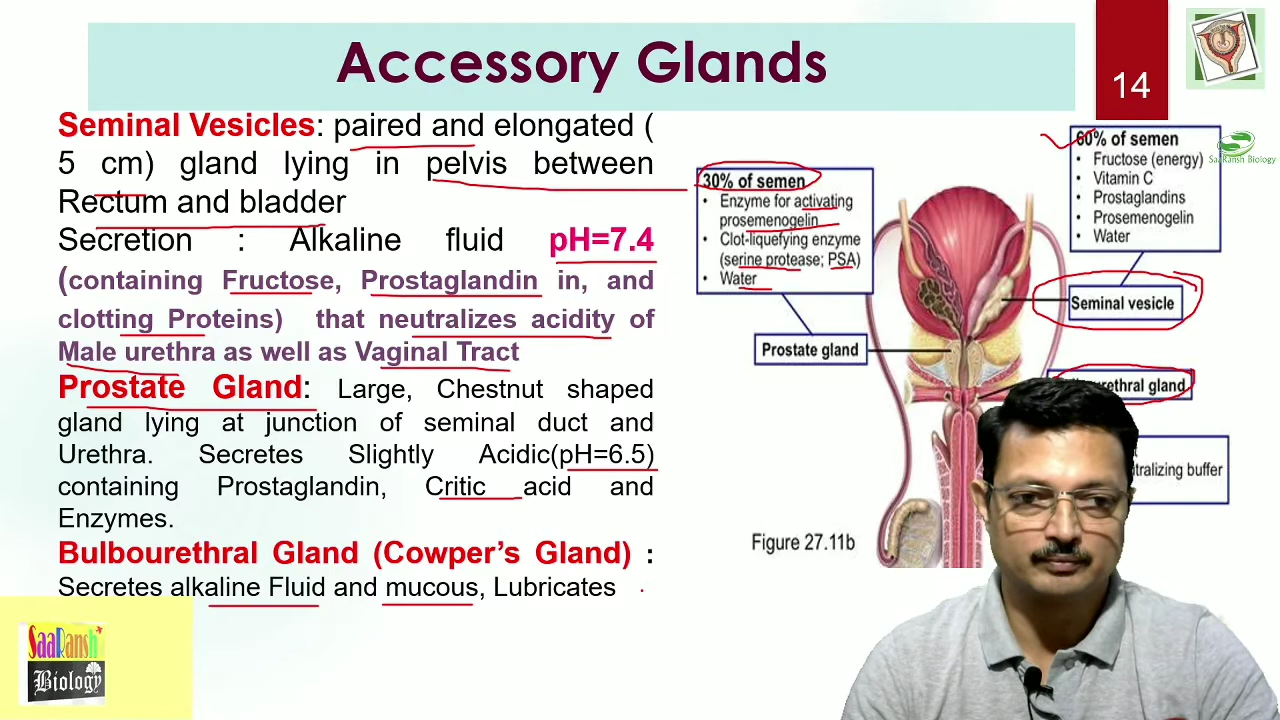 Accessory Glands
14
Seminal Vesicles: paired and elongated (
5 cm) gland lying in pelvis between
Rectum and bladder
Secretion : Alkaline fluid pH=7.4
(containing Fructose, Prostaglandin in, and
clotting Proteins) that neutralizes acidity of
Male urethra as well as Vaginal Tract
Prostate Gland: Large, Chestnut shaped
gland lying at junction of seminal duct and
Urethra. Secretes Slightly Acidic(pH=6.5)
containing Prostaglandin, Critic acid and
Enzymes.
Bulbourethral Gland (Cowper's Gland) :
Secretes alkaline Fluid and mucous, Lubricates
30% of semen
• Enzyme for activating
prosemenogelin
• Clot-liquefying enzyme
(serine protease; PSA)
• Water
Prostate gland
60% of semen
• Fructose (energy)
• Vitamin C
• Prostaglandins
• Prosemenogelin
• Water
SaaRansh Biology
Seminal vesicle
urethral gland
tralizing buffer
Figure 27.11b
SaaRansh
Biology